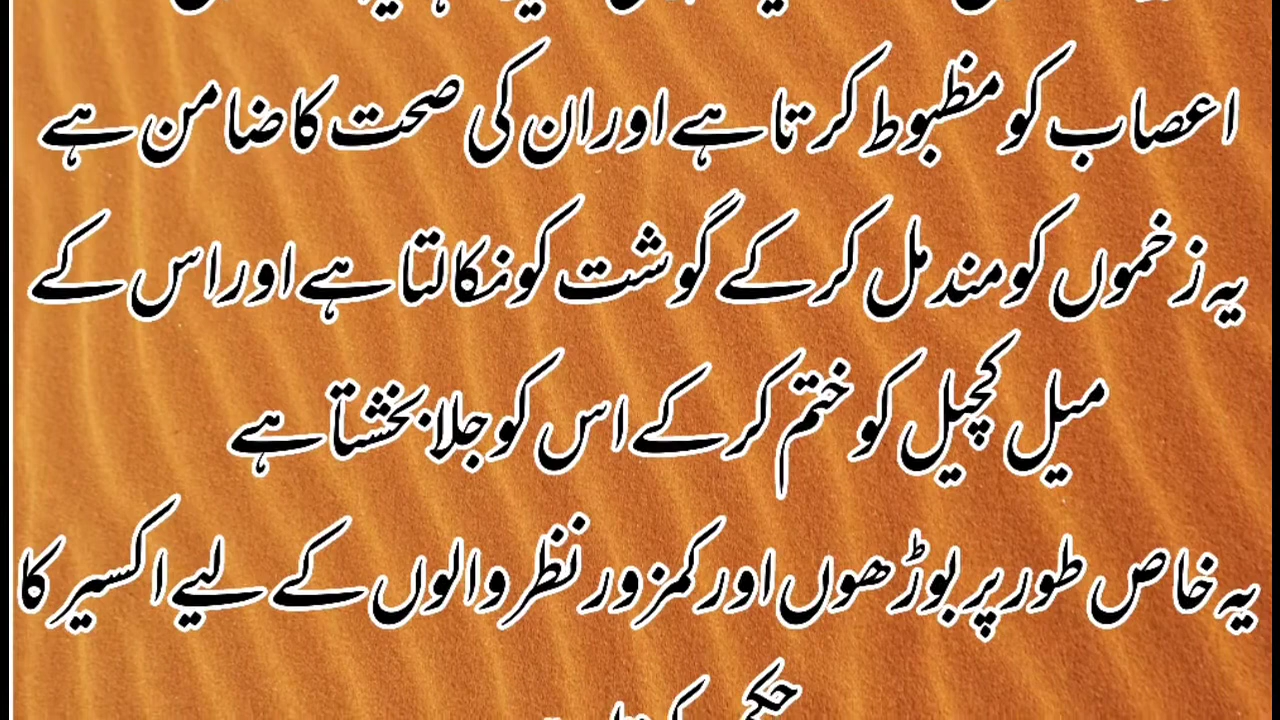 اعصاب کو مظبوط کرتا ہے اور ان کی صحت کا ضامن ہے
یہ زخموں کو مندمل کر کے گوشت کو نکالتا ہے اور اس کے
میل کچیل کو ختم کر کے اس کو جلا بخشتا ہے
یہ خاص طور پر بوڑھوں اور کمزور نظر والوں کے لیے اکسیر کا